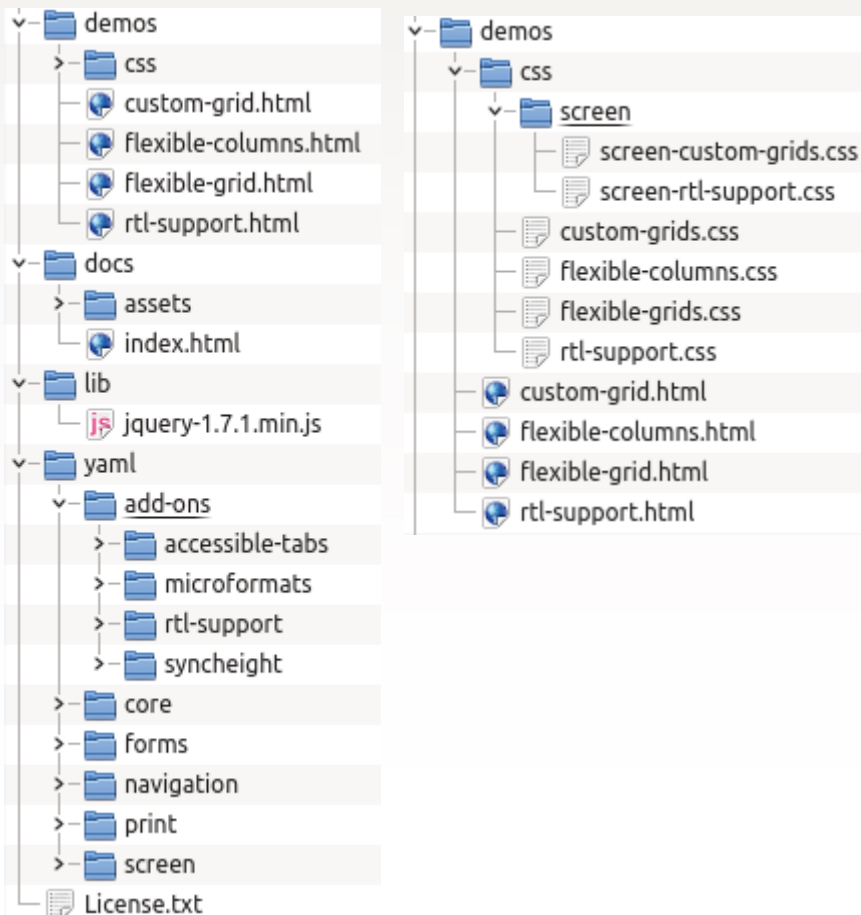 demos
css
custom-grid.html
flexible-columns.html
flexible-grid.html
rtl-support.html
docs
assets
index.html
lib
js jquery-1.7.1.min.js
yaml
add-ons
accessible-tabs
microformats
rtl-support
syncheight
core
forms
navigation
print
screen
License.txt
demos
css
screen
screen-custom-grids.css
screen-rtl-support.css
custom-grids.css
flexible-columns.css
flexible-grids.css
rtl-support.css
custom-grid.html
flexible-columns.html
flexible-grid.html
rtl-support.html